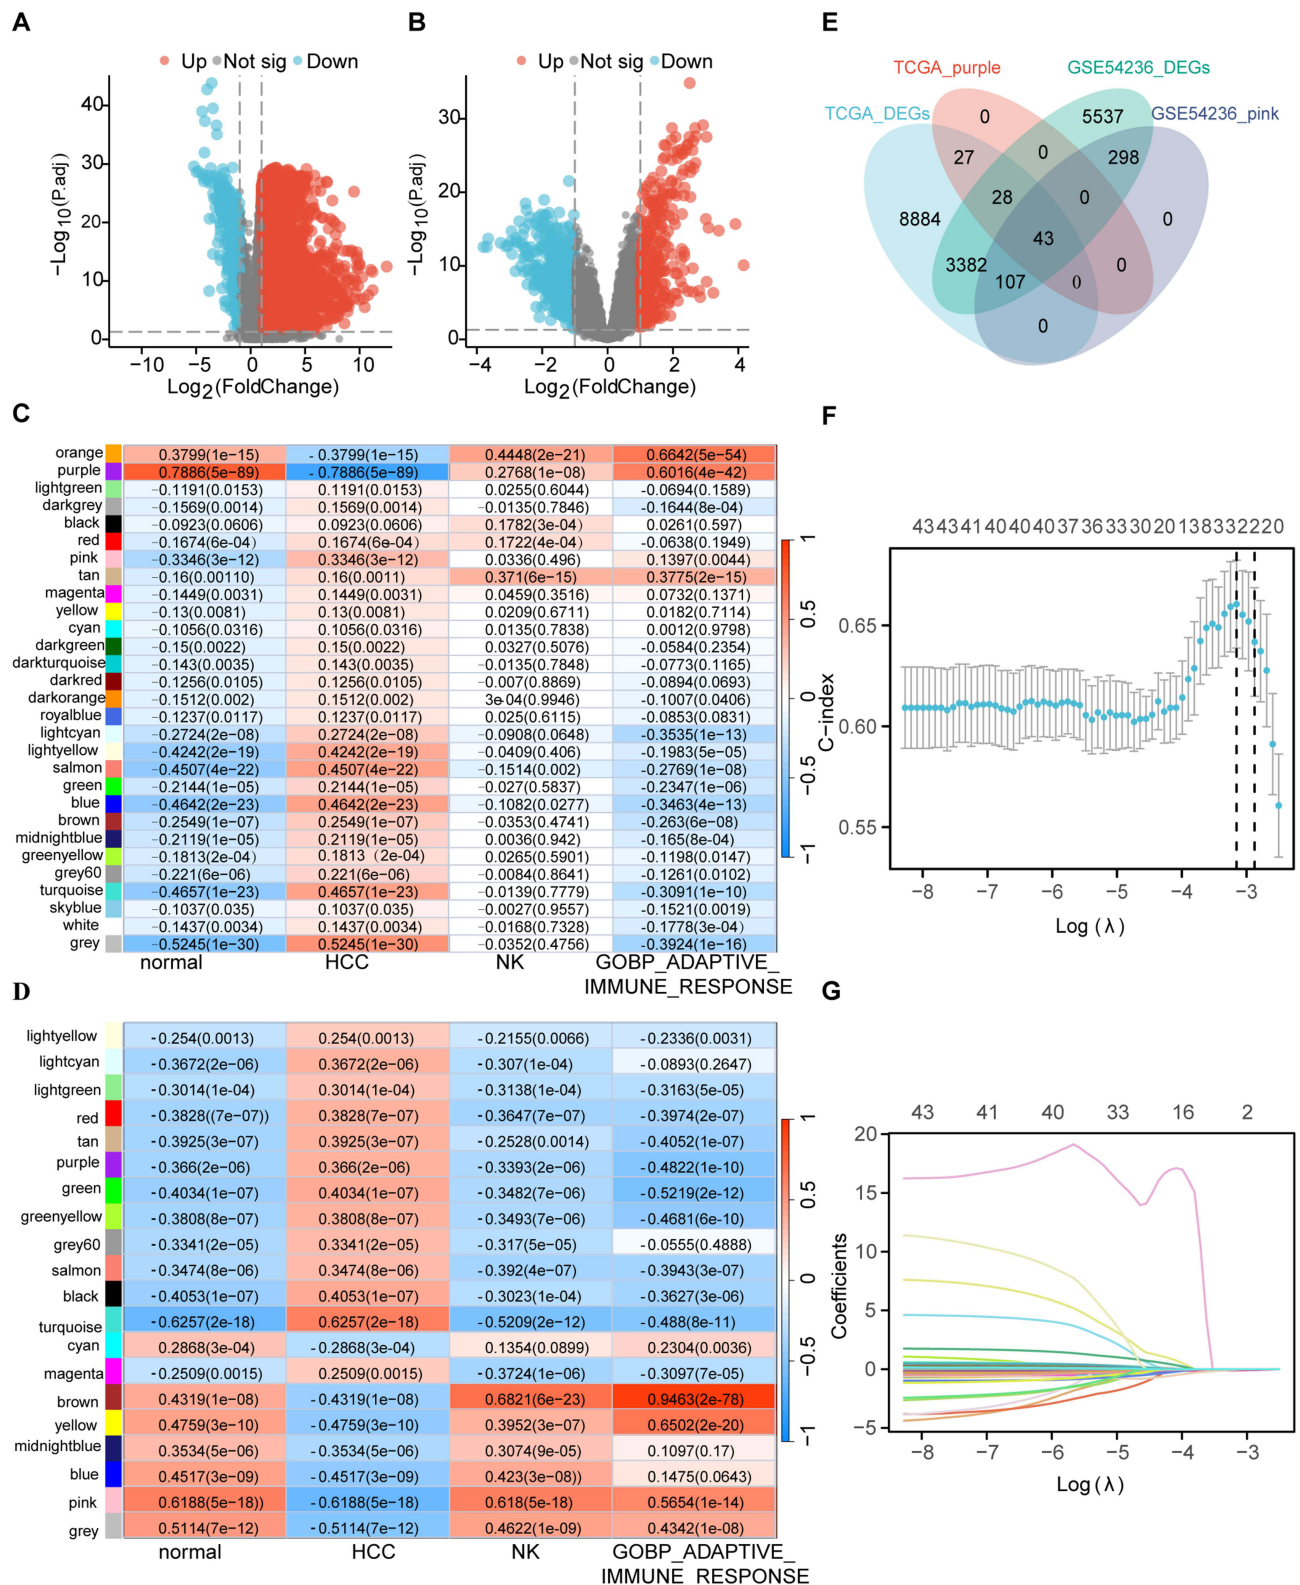 A
Up Not sig Down
−Log10(P.adj)
40
30
20
10
0
−10 −5 0 5 10
Log2(FoldChange)
B
Up Not sig Down
−Log10(P.adj)
30
20
10
0
−4 −2 0 2 4
Log2(FoldChange)
E
TCGA_purple GSE54236_DEGs
TCGA_DEGs GSE54236_pink
0 5537
27 0 298
28 0
8884 43 0
3382 107 0 0
0
C
orange 0.3799(1e−15) -0.3799(1e−15) 0.4448(2e−21) 0.6642(5e−54)
purple 0.7886(5e−89) -0.7886(5e−89) 0.2768(1e−08) 0.6016(4e−42)
lightgreen −0.1191(0.0153) 0.1191(0.0153) 0.0255(0.6044) -0.0694(0.1589)
darkgrey −0.1569(0.0014) 0.1569(0.0014) −0.0135(0.7846) -0.1644(8e−04)
black −0.0923(0.0606) 0.0923(0.0606) 0.1782(3e−04) 0.0261(0.597)
red −0.1674(6e−04) 0.1674(6e−04) 0.1722(4e−04) -0.0638(0.1949)
pink −0.3346(3e−12) 0.3346(3e−12) 0.0336(0.496) 0.1397(0.0044)
tan −0.16(0.00110) 0.16(0.0011) 0.371(6e−15) 0.3775(2e−15)
magenta −0.1449(0.0031) 0.1449(0.0031) 0.0459(0.3516) 0.0732(0.1371)
yellow −0.13(0.0081) 0.13(0.0081) 0.0209(0.6711) 0.0182(0.7114)
cyan −0.1056(0.0316) 0.1056(0.0316) 0.0135(0.7838) 0.0012(0.9798)
darkgreen −0.15(0.0022) 0.15(0.0022) 0.0327(0.5076) -0.0584(0.2354)
darkturquoise −0.143(0.0035) 0.143(0.0035) −0.0135(0.7848) -0.0773(0.1165)
darkred −0.1256(0.0105) 0.1256(0.0105) −0.007(0.8869) -0.0894(0.0693)
darkorange −0.1512(0.002) 0.1512(0.002) 3e-04(0.9946) -0.1007(0.0406)
royalblue −0.1237(0.0117) 0.1237(0.0117) 0.025(0.6115) -0.0853(0.0831)
lightcyan −0.2724(2e−08) 0.2724(2e−08) −0.0908(0.0648) -0.3535(1e−13)
lightyellow −0.4242(2e−19) 0.4242(2e−19) −0.0409(0.406) -0.1983(5e−05)
salmon −0.4507(4e−22) 0.4507(4e−22) −0.1514(0.002) -0.2769(1e−08)
green −0.2144(1e−05) 0.2144(1e−05) −0.027(0.5837) -0.2347(1e−06)
blue −0.4642(2e−23) 0.4642(2e−23) −0.1082(0.0277) -0.3463(4e−13)
brown −0.2549(1e−07) 0.2549(1e−07) −0.0353(0.4741) -0.263(6e−08)
midnightblue −0.2119(1e−05) 0.2119(1e−05) 0.0036(0.942) -0.165(8e−04)
greenyellow −0.1813(2e−04) 0.1813（2e−04) 0.0265(0.5901) -0.1198(0.0147)
grey60 −0.221(6e−06) 0.221(6e−06) −0.0084(0.8641) -0.1261(0.0102)
turquoise −0.4657(1e−23) 0.4657(1e−23) −0.0139(0.7779) -0.3091(1e−10)
skyblue −0.1037(0.035) 0.1037(0.035) −0.0027(0.9557) -0.1521(0.0019)
white −0.1437(0.0034) 0.1437(0.0034) −0.0168(0.7328) -0.1778(3e−04)
grey −0.5245(1e−30) 0.5245(1e−30) −0.0352(0.4756) -0.3924(1e−16)
normal HCC NK GOBP_ADAPTIVE_
IMMUNE_RESPONSE
1
0.5
0
−0.5
−1
F
43 43 41 40 40 40 37 36 33 30 20 13833222 0
C−index
0.65
0.60
0.55
−8 −7 −6 −5 −4 −3
Log (λ)
D
lightyellow -0.254(0.0013) 0.254(0.0013) -0.2155(0.0066) -0.2336(0.0031)
lightcyan -0.3672(2e−06) 0.3672(2e−06) -0.307(1e−04) -0.0893(0.2647)
lightgreen -0.3014(1e−04) 0.3014(1e−04) -0.3138(1e−04) -0.3163(5e−05)
red -0.3828((7e−07)) 0.3828(7e−07) -0.3647(7e−07) -0.3974(2e−07)
tan -0.3925(3e−07) 0.3925(3e−07) -0.2528(0.0014) -0.4052(1e−07)
purple -0.366(2e−06) 0.366(2e−06) -0.3393(2e−06) -0.4822(1e−10)
green -0.4034(1e−07) 0.4034(1e−07) -0.3482(7e−06) -0.5219(2e−12)
greenyellow -0.3808(8e−07) 0.3808(8e−07) -0.3493(7e−06) -0.4681(6e−10)
grey60 -0.3341(2e−05) 0.3341(2e−05) -0.317(5e−05) -0.0555(0.4888)
salmon -0.3474(8e−06) 0.3474(8e−06) -0.392(4e−07) -0.3943(3e−07)
black -0.4053(1e−07) 0.4053(1e−07) -0.3023(1e−04) -0.3627(3e−06)
turquoise -0.6257(2e−18) 0.6257(2e−18) -0.5209(2e−12) -0.488(8e−11)
cyan 0.2868(3e−04) -0.2868(3e−04) 0.1354(0.0899) 0.2304(0.0036)
magenta -0.2509(0.0015) 0.2509(0.0015) -0.3724(1e−06) -0.3097(7e−05)
brown 0.4319(1e−08) -0.4319(1e−08) 0.6821(6e−23) 0.9463(2e−78)
yellow 0.4759(3e−10) -0.4759(3e−10) 0.3952(3e−07) 0.6502(2e−20)
midnightblue 0.3534(5e−06) -0.3534(5e−06) 0.3074(9e−05) 0.1097(0.17)
blue 0.4517(3e−09) -0.4517(3e−09) 0.423(3e−08)) 0.1475(0.0643)
pink 0.6188(5e−18)) -0.6188(5e−18) 0.618(5e-18) 0.5654(1e−14)
grey 0.5114(7e−12) -0.5114(7e−12) 0.4622(1e−09) 0.4342(1e−08)
normal HCC NK GOBP_ADAPTIVE_
IMMUNE_RESPONSE
1
0.5
0
−0.5
−1
G
43 41 40 33 16 2
Coefficients
20
15
10
5
0
−5
−8 −7 −6 −5 −4 −3
Log (λ)